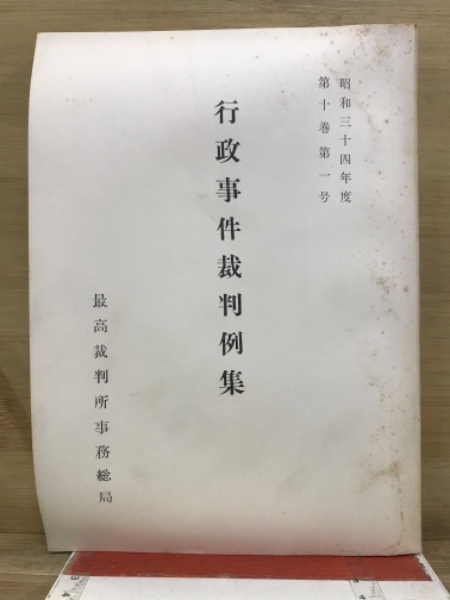 昭和三十四年度
第十巻第一号
行政事件裁判例集
最高裁判所事務総局